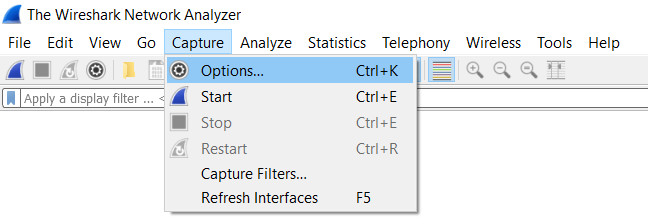 The Wireshark Network Analyzer
File Edit View Go Capture Analyze Statistics Telephony Wireless Tools Help
Options... Ctrl+K
Apply a display filter ... <
Start Ctrl+E
Stop Ctrl+E
Restart Ctrl+R
Capture Filters...
Refresh Interfaces F5